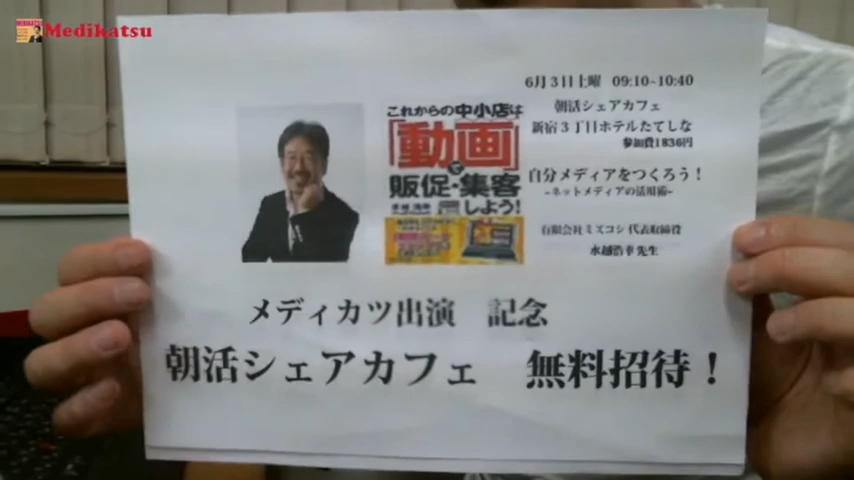 Medikatsu
6月3日土曜 09:10~10:40
朝活シェアカフェ
新宿3丁目ホテルたてしな
参加費1836円
これからの中小店は
「動画」
で
販促・集客
しよう!
自分メディアをつくろう!
~ネットメディアの活用術~
有限会社ミズコシ 代表取締役
水越浩幸先生
メディカツ出演 記念
朝活シェアカフェ 無料招待!